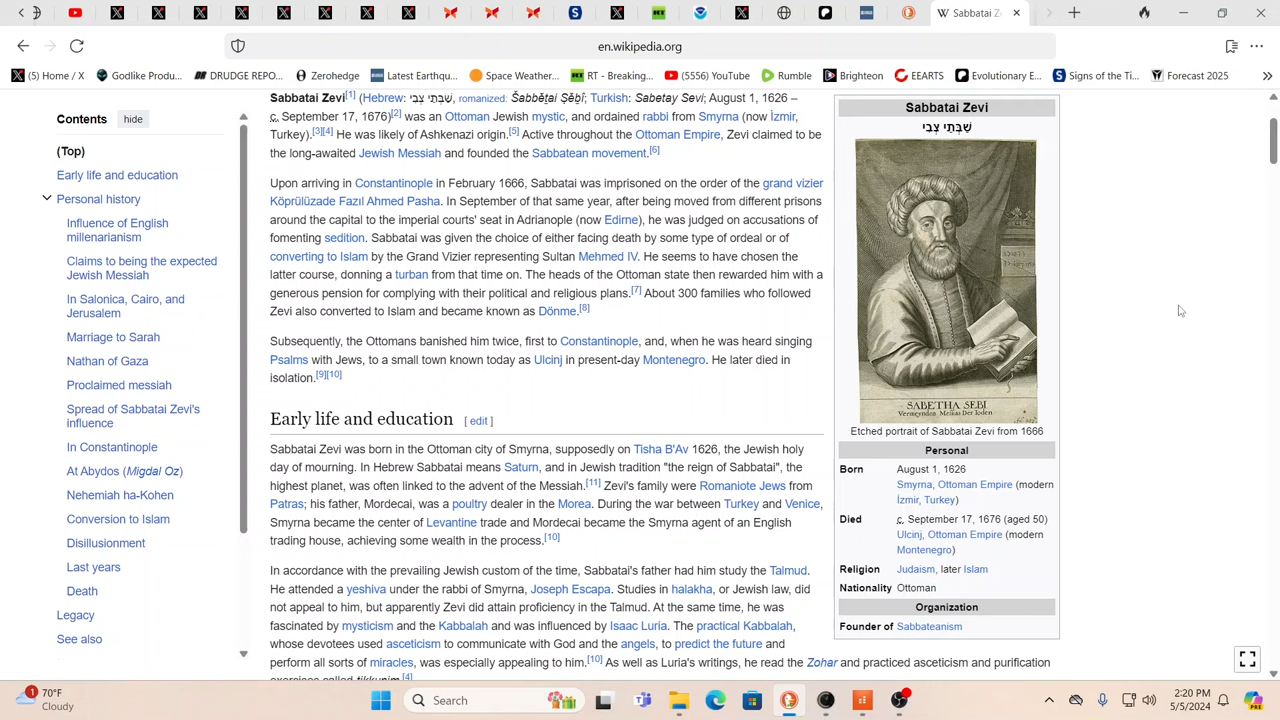 W Sabbatai Ze
en.wikipedia.org
(5) Home / X
Godlike Produ...
DRUDGE REPO...
Zerohedge
Latest Earthqu...
Space Weather...
RT - Breaking...
(5556) YouTube
Rumble
Brighteon
EEARTS
Evolutionary E...
Signs of the Ti...
Forecast 2025
Contents hide
(Top)
Early life and education
Personal history
Influence of English
millenarianism
Claims to being the expected
Jewish Messiah
In Salonica, Cairo, and
Jerusalem
Marriage to Sarah
Nathan of Gaza
Proclaimed messiah
Spread of Sabbatai Zevi's
influence
In Constantinople
At Abydos (Migdal Oz)
Nehemiah ha-Kohen
Conversion to Islam
Disillusionment
Last years
Death
Legacy
See also
Sabbatai Zevi[1] (Hebrew: שַׁבְּתַי צְבִי, romanized: Šabbĕṯai Ṣĕḇî; Turkish: Sabetay Sevi; August 1, 1626 –
c. September 17, 1676)[2] was an Ottoman Jewish mystic, and ordained rabbi from Smyrna (now İzmir,
Turkey).[3][4] He was likely of Ashkenazi origin.[5] Active throughout the Ottoman Empire, Zevi claimed to be
the long-awaited Jewish Messiah and founded the Sabbatean movement.[6]
Upon arriving in Constantinople in February 1666, Sabbatai was imprisoned on the order of the grand vizier
Köprülüzade Fazıl Ahmed Pasha. In September of that same year, after being moved from different prisons
around the capital to the imperial courts' seat in Adrianople (now Edirne), he was judged on accusations of
fomenting sedition. Sabbatai was given the choice of either facing death by some type of ordeal or of
converting to Islam by the Grand Vizier representing Sultan Mehmed IV. He seems to have chosen the
latter course, donning a turban from that time on. The heads of the Ottoman state then rewarded him with a
generous pension for complying with their political and religious plans.[7] About 300 families who followed
Zevi also converted to Islam and became known as Dönme.[8]
Subsequently, the Ottomans banished him twice, first to Constantinople, and, when he was heard singing
Psalms with Jews, to a small town known today as Ulcinj in present-day Montenegro. He later died in
isolation.[9][10]
Early life and education [ edit ]
Sabbatai Zevi was born in the Ottoman city of Smyrna, supposedly on Tisha B'Av 1626, the Jewish holy
day of mourning. In Hebrew Sabbatai means Saturn, and in Jewish tradition "the reign of Sabbatai", the
highest planet, was often linked to the advent of the Messiah.[11] Zevi's family were Romaniote Jews from
Patras; his father, Mordecai, was a poultry dealer in the Morea. During the war between Turkey and Venice,
Smyrna became the center of Levantine trade and Mordecai became the Smyrna agent of an English
trading house, achieving some wealth in the process.[10]
In accordance with the prevailing Jewish custom of the time, Sabbatai's father had him study the Talmud.
He attended a yeshiva under the rabbi of Smyrna, Joseph Escapa. Studies in halakha, or Jewish law, did
not appeal to him, but apparently Zevi did attain proficiency in the Talmud. At the same time, he was
fascinated by mysticism and the Kabbalah and was influenced by Isaac Luria. The practical Kabbalah,
whose devotees used asceticism to communicate with God and the angels, to predict the future and
perform all sorts of miracles, was especially appealing to him.[10] As well as Luria's writings, he read the Zohar and practiced asceticism and purification
exercises called tikkunim.[4]
Sabbatai Zevi
שַׁבְּתַי צְבִי
SABETHA SEBI
Vermeynden Messias Der Joden
Etched portrait of Sabbatai Zevi from 1666
Personal
Born August 1, 1626
Smyrna, Ottoman Empire (modern
İzmir, Turkey)
Died c. September 17, 1676 (aged 50)
Ulcinj, Ottoman Empire (modern
Montenegro)
Religion Judaism, later Islam
Nationality Ottoman
Organization
Founder of Sabbateanism
1
70°F
Cloudy
Search
2:20 PM
5/5/2024